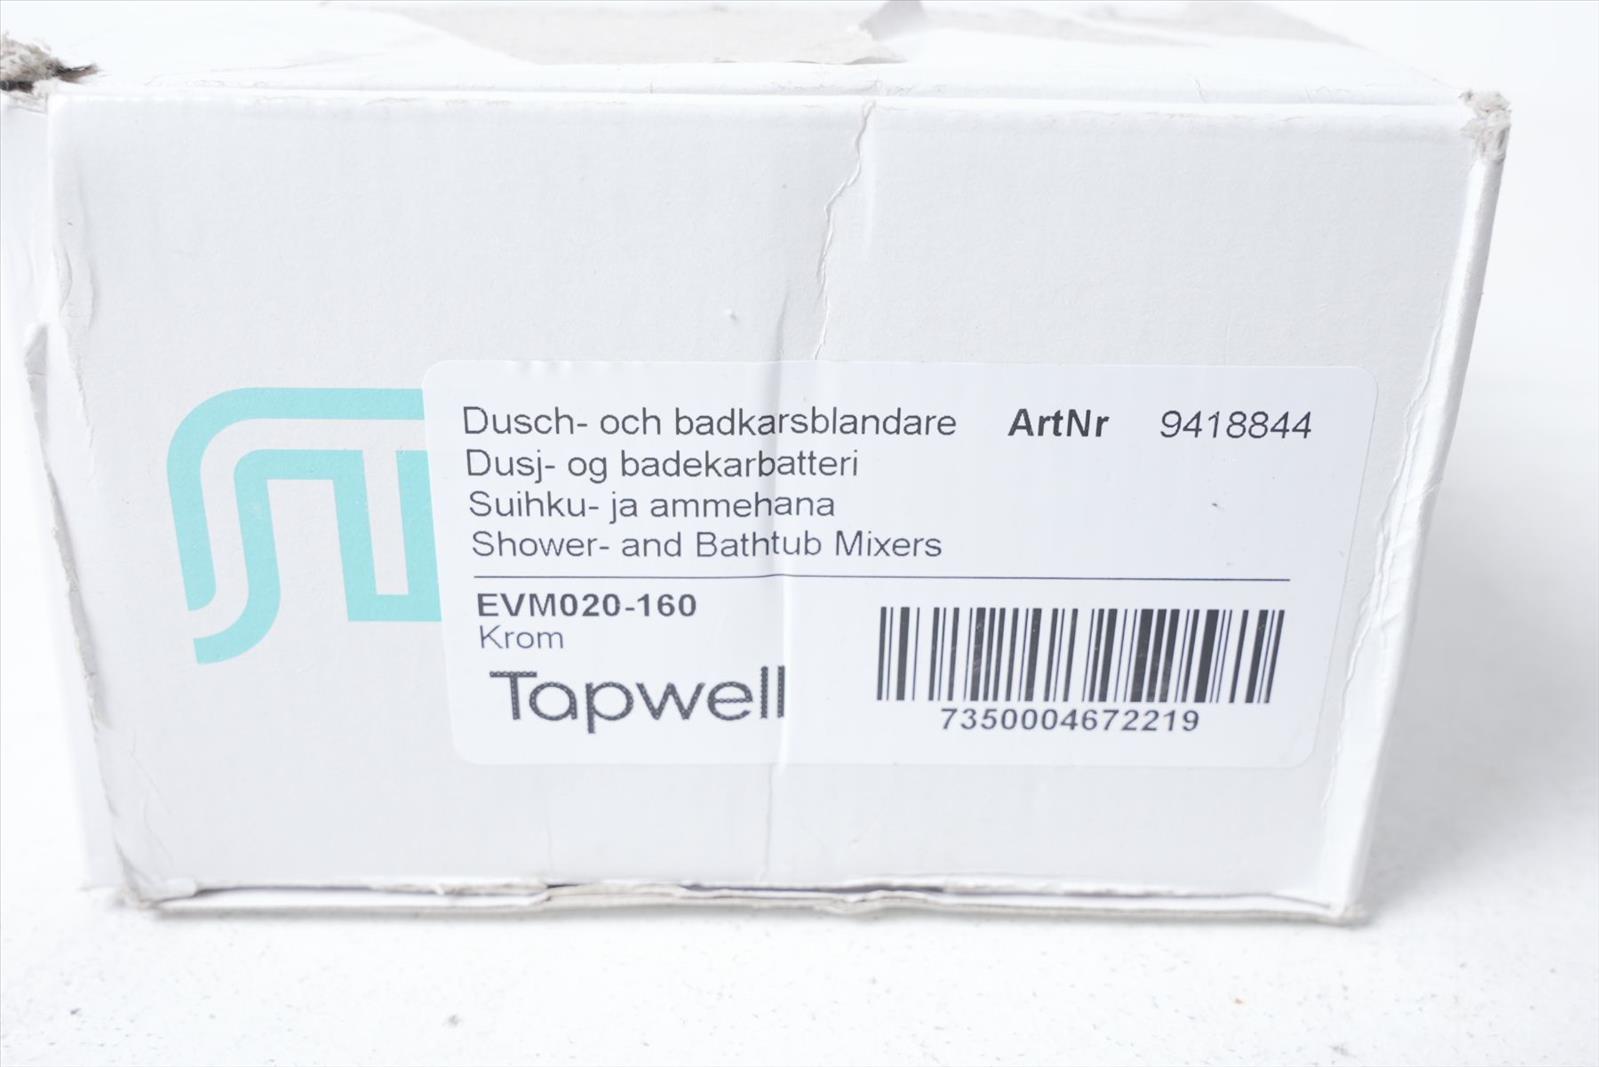 Dusch- och badkarsblandare ArtNr 9418844
Dusj- og badekarbatteri
Suihku- ja ammehana
Shower- and Bathtub Mixers
EVM020-160
Krom
Tapwell
7350004672219